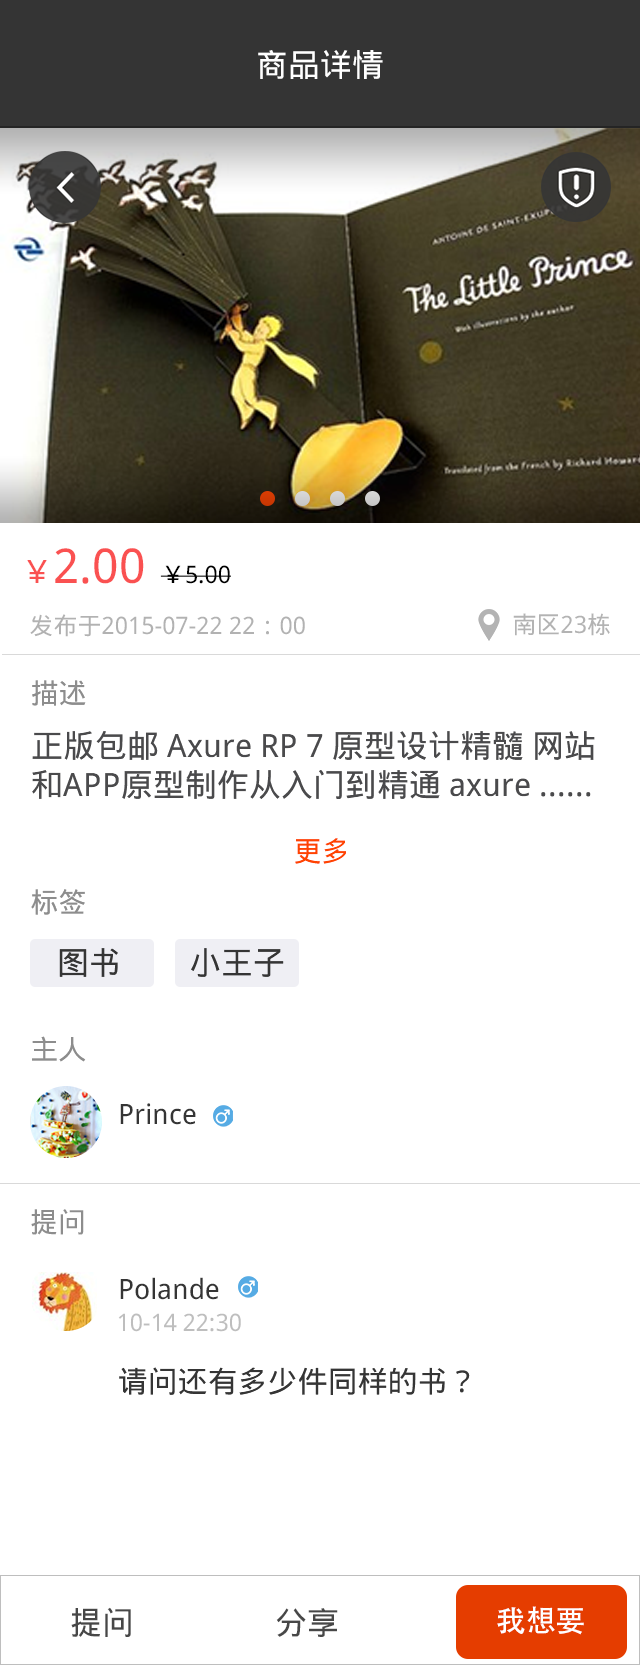 商品详情
ANTOINE DE SAINT-EXUPÉ
The Little Prince
With illustrations by the author
Translated from the French by Richard Howard
¥2.00 ¥5.00
发布于2015-07-22 22：00 南区23栋
描述
正版包邮 Axure RP 7 原型设计精髓 网站
和APP原型制作从入门到精通 axure ......
更多
标签
图书 小王子
主人
Prince
提问
Polande
10-14 22:30
请问还有多少件同样的书？
提问 分享 我想要